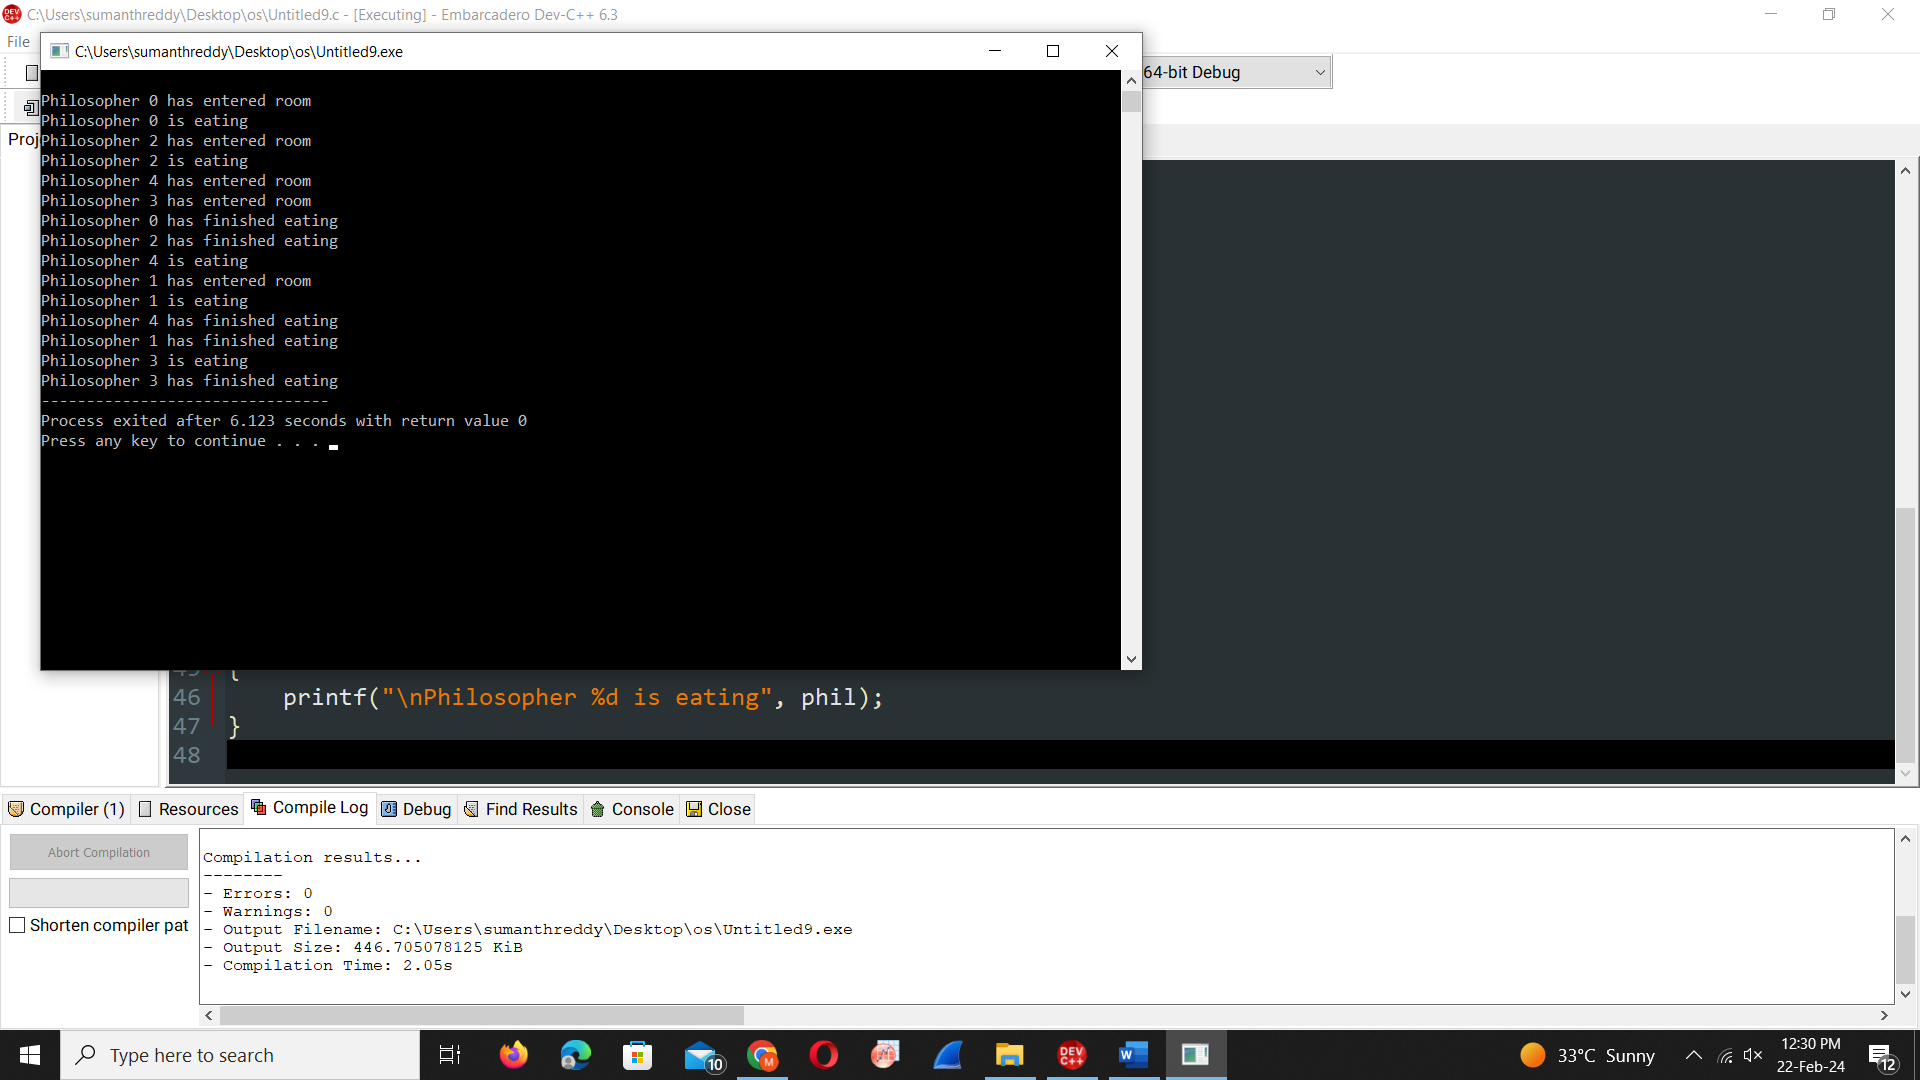 C:\Users\sumanthreddy\Desktop\os\Untitled9.c - [Executing] - Embarcadero Dev-C++ 6.3
File
C:\Users\sumanthreddy\Desktop\os\Untitled9.exe
64-bit Debug
Proj
Philosopher 0 has entered room
Philosopher 0 is eating
Philosopher 2 has entered room
Philosopher 2 is eating
Philosopher 4 has entered room
Philosopher 3 has entered room
Philosopher 0 has finished eating
Philosopher 2 has finished eating
Philosopher 4 is eating
Philosopher 1 has entered room
Philosopher 1 is eating
Philosopher 4 has finished eating
Philosopher 1 has finished eating
Philosopher 3 is eating
Philosopher 3 has finished eating
--------------------------------
Process exited after 6.123 seconds with return value 0
Press any key to continue . . .
{
46 printf("\nPhilosopher %d is eating", phil);
47 }
48
Compiler (1) Resources Compile Log Debug Find Results Console Close
Abort Compilation
Shorten compiler pat
Compilation results...
--------
- Errors: 0
- Warnings: 0
- Output Filename: C:\Users\sumanthreddy\Desktop\os\Untitled9.exe
- Output Size: 446.705078125 KiB
- Compilation Time: 2.05s
Type here to search
10
M
DEV C++
W
33°C Sunny
12:30 PM
22-Feb-24
12